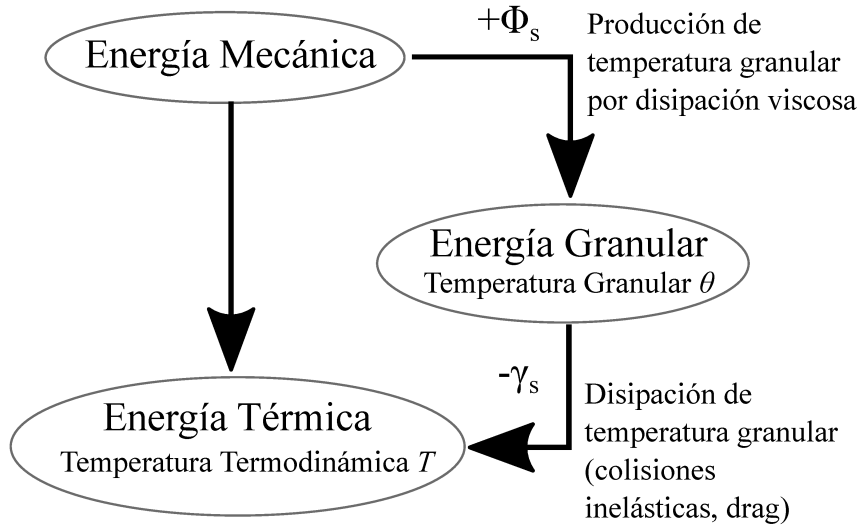 Energía Mecánica
+Φs
Producción de
temperatura granular
por disipación viscosa
Energía Granular
Temperatura Granular θ
-γs
Disipación de
temperatura granular
(colisiones
inelásticas, drag)
Energía Térmica
Temperatura Termodinámica T